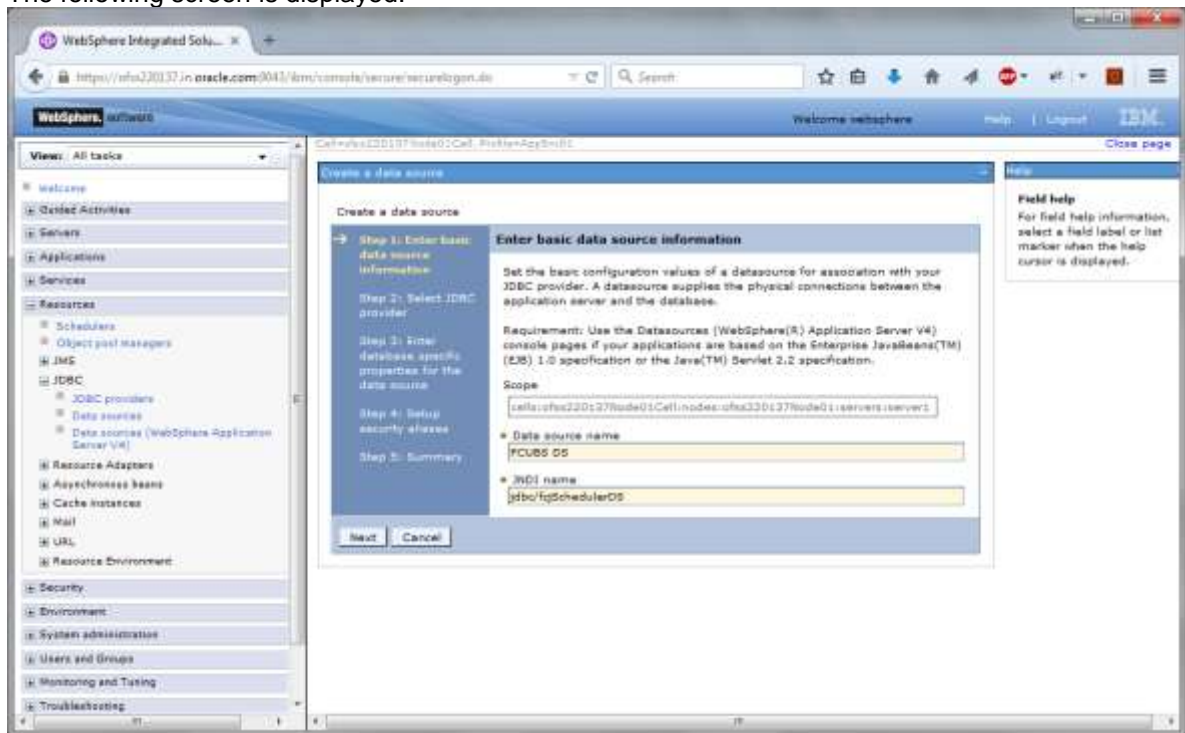 The following screen is displayed:
WebSphere Integrated Solu... × +
Search
WebSphere. software
Welcome websphere
Help | Logout
IBM.
View: All tasks
Welcome
Guided Activities
Servers
Applications
Services
Resources
Schedulers
Object pool managers
JMS
JDBC
JDBC providers
Data sources
Data sources (WebSphere Application
Server V4)
Resource Adapters
Asynchronous beans
Cache instances
Mail
URL
Resource Environment
Security
Environment
System administration
Users and Groups
Monitoring and Tuning
Troubleshooting
Close page
Create a data source
Create a data source
Step 1: Enter basic
data source
information
Step 2: Select JDBC
provider
Step 3: Enter
database specific
properties for the
data source
Step 4: Setup
security aliases
Step 5: Summary
Enter basic data source information
Set the basic configuration values of a datasource for association with your
JDBC provider. A datasource supplies the physical connections between the
application server and the database.
Requirement: Use the Datasources (WebSphere(R) Application Server V4)
console pages if your applications are based on the Enterprise JavaBeans(TM)
(EJB) 1.0 specification or the Java(TM) Servlet 2.2 specification.
Scope
cells:ofss220137Node01Cell:nodes:ofss220137Node01:servers:server1
* Data source name
FCUBS DS
* JNDI name
jdbc/fcjSchedulerDS
Next Cancel
Help
Field help
For field help information,
select a field label or list
marker when the help
cursor is displayed.